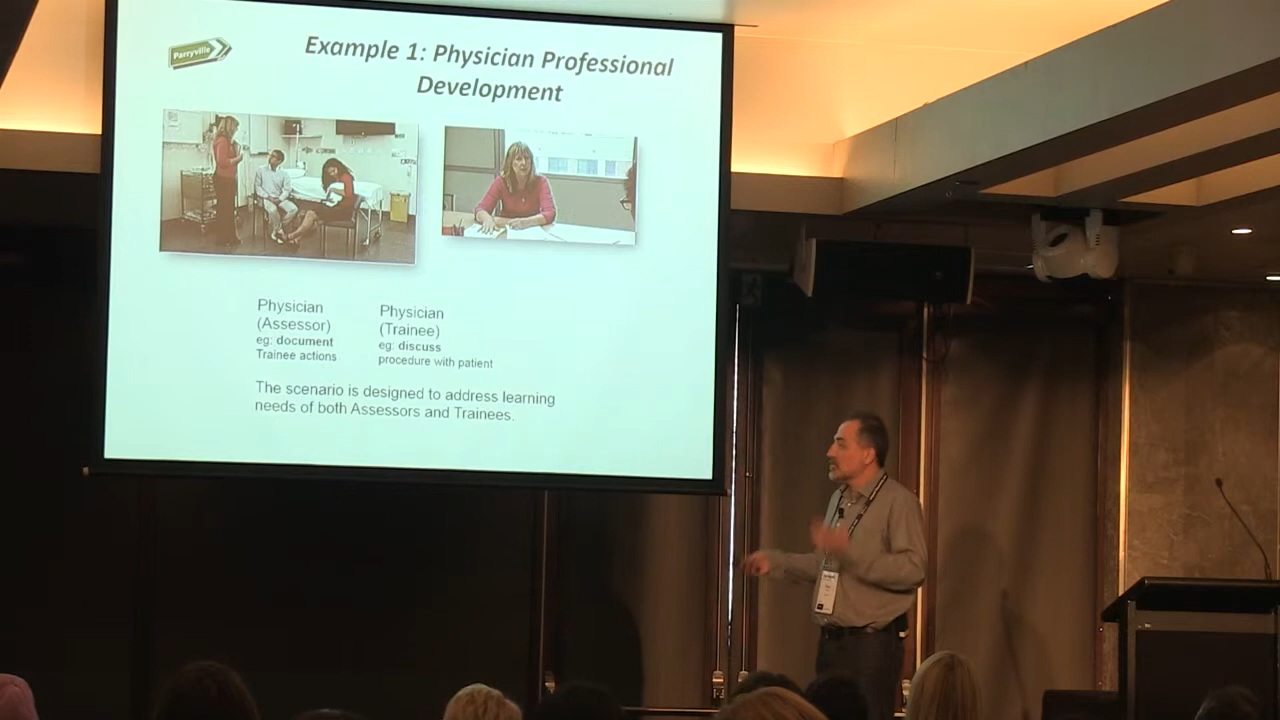 Parryville
Example 1: Physician Professional
Development
Physician
(Assessor)
eg: document
Trainee actions
Physician
(Trainee)
eg: discuss
procedure with patient
The scenario is designed to address learning
needs of both Assessors and Trainees.